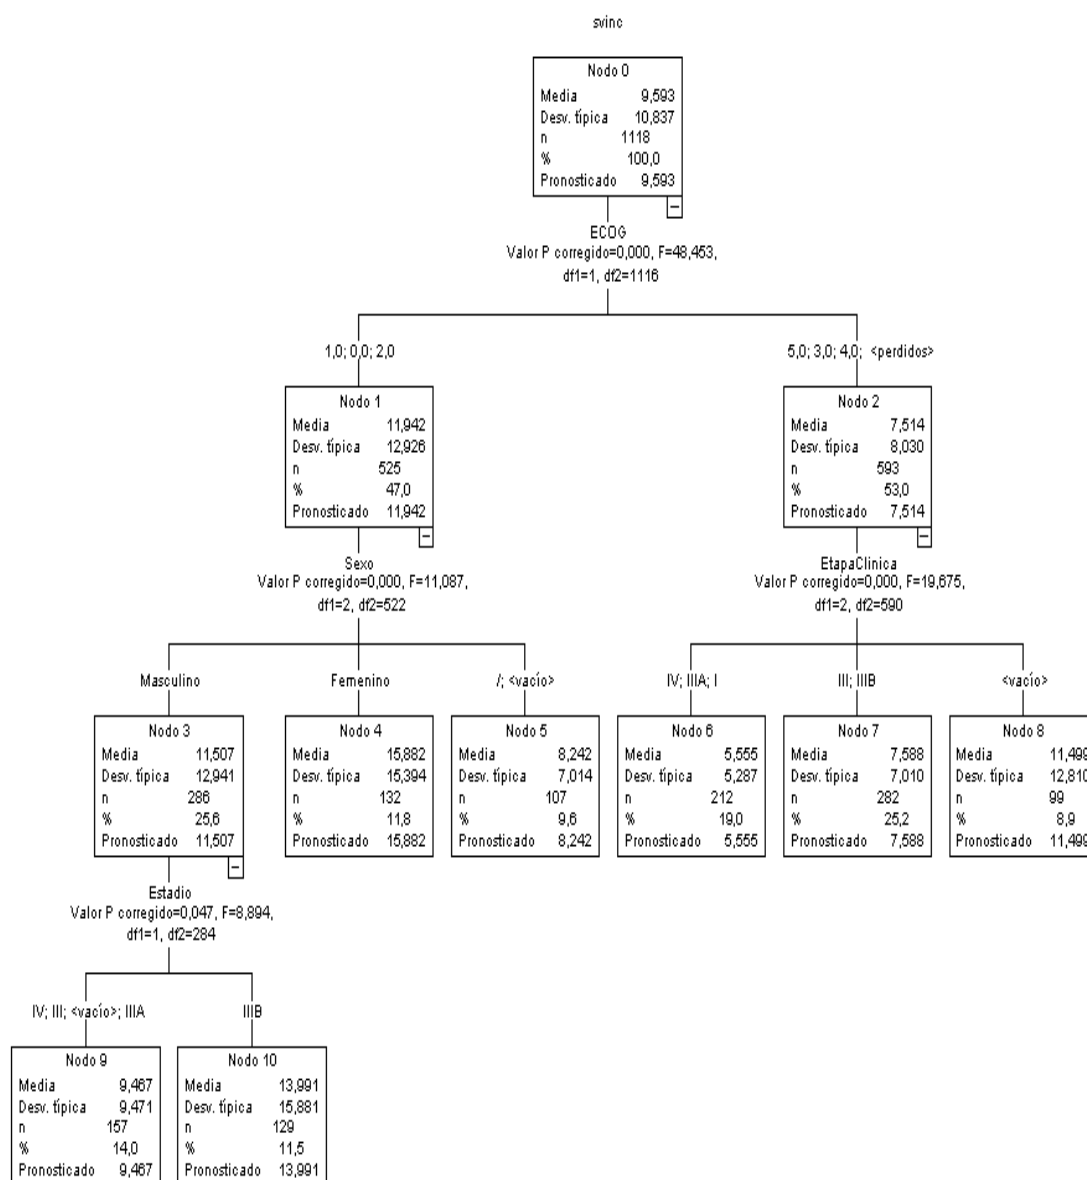 svinc
Nodo 0
Media 9,593
Desv. típica 10,837
n 1118
% 100,0
Pronosticado 9,593
ECOG
Valor P corregido=0,000, F=48,453,
df1=1, df2=1116
1,0; 0,0; 2,0
5,0; 3,0; 4,0; <perdidos>
Nodo 1
Media 11,942
Desv. típica 12,926
n 525
% 47,0
Pronosticado 11,942
Nodo 2
Media 7,514
Desv. típica 8,030
n 593
% 53,0
Pronosticado 7,514
Sexo
Valor P corregido=0,000, F=11,087,
df1=2, df2=522
EtapaClinica
Valor P corregido=0,000, F=19,675,
df1=2, df2=590
Masculino
Femenino
/; <vacío>
IV; IIIA; I
III; IIIB
<vacío>
Nodo 3
Media 11,507
Desv. típica 12,941
n 286
% 25,6
Pronosticado 11,507
Nodo 4
Media 15,882
Desv. típica 15,394
n 132
% 11,8
Pronosticado 15,882
Nodo 5
Media 8,242
Desv. típica 7,014
n 107
% 9,6
Pronosticado 8,242
Nodo 6
Media 5,555
Desv. típica 5,287
n 212
% 19,0
Pronosticado 5,555
Nodo 7
Media 7,588
Desv. típica 7,010
n 282
% 25,2
Pronosticado 7,588
Nodo 8
Media 11,499
Desv. típica 12,810
n 99
% 8,9
Pronosticado 11,499
Estadio
Valor P corregido=0,047, F=8,894,
df1=1, df2=284
IV; III; <vacío>; IIIA
IIIB
Nodo 9
Media 9,467
Desv. típica 9,471
n 157
% 14,0
Pronosticado 9,467
Nodo 10
Media 13,991
Desv. típica 15,881
n 129
% 11,5
Pronosticado 13,991